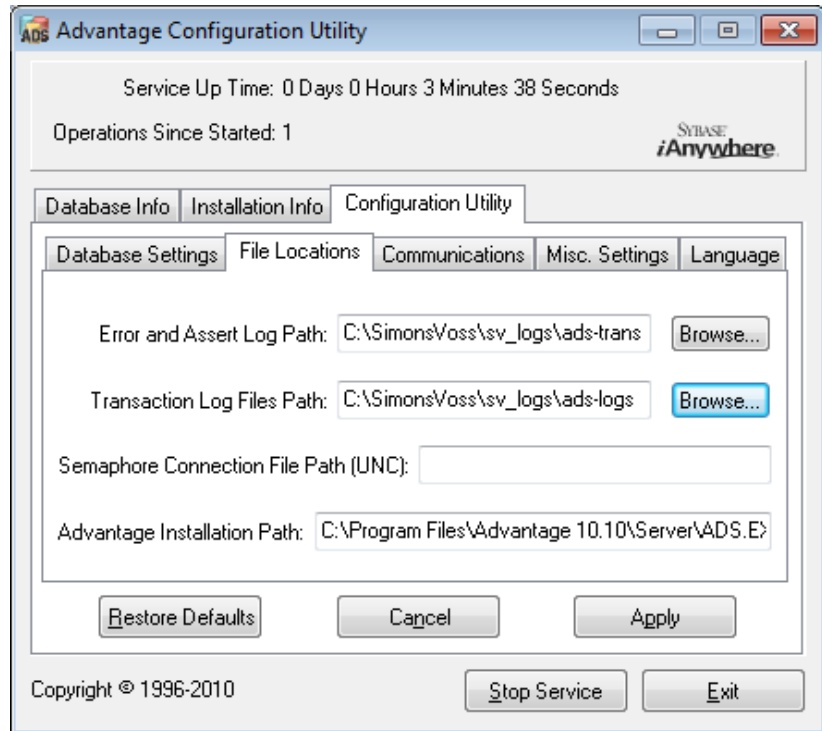 ADS Advantage Configuration Utility
Service Up Time: 0 Days 0 Hours 3 Minutes 38 Seconds
Operations Since Started: 1
SYBASE
iAnywhere.
Database Info Installation Info Configuration Utility
Database Settings File Locations Communications Misc. Settings Language
Error and Assert Log Path: C:\SimonsVoss\sv_logs\ads-trans Browse...
Transaction Log Files Path: C:\SimonsVoss\sv_logs\ads-logs Browse...
Semaphore Connection File Path (UNC):
Advantage Installation Path: C:\Program Files\Advantage 10.10\Server\ADS.EX
Restore Defaults Cancel Apply
Copyright © 1996-2010 Stop Service Exit